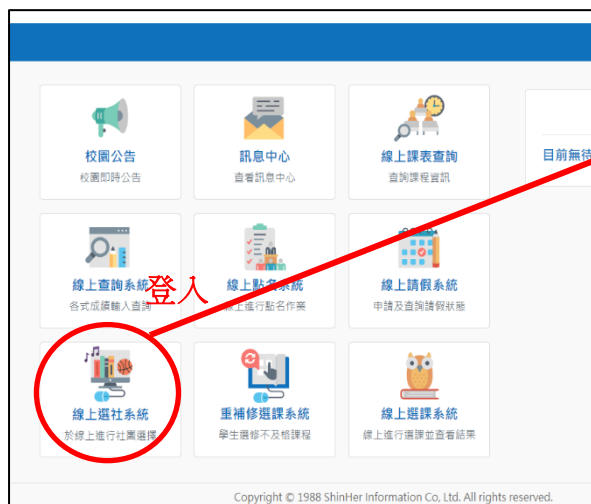 校園公告
校園即時公告
訊息中心
查看訊息中心
線上課表查詢
查詢課程資訊
目前無待
線上查詢系統
各式成績輸入查詢
登入
線上點名系統
線上進行點名作業
線上請假系統
申請及查詢請假狀態
線上選社系統
於線上進行社團選擇
重補修選課系統
學生選修不及格課程
線上選課系統
線上進行選課並查看結果
Copyright © 1988 ShinHer Information Co, Ltd. All rights reserved.